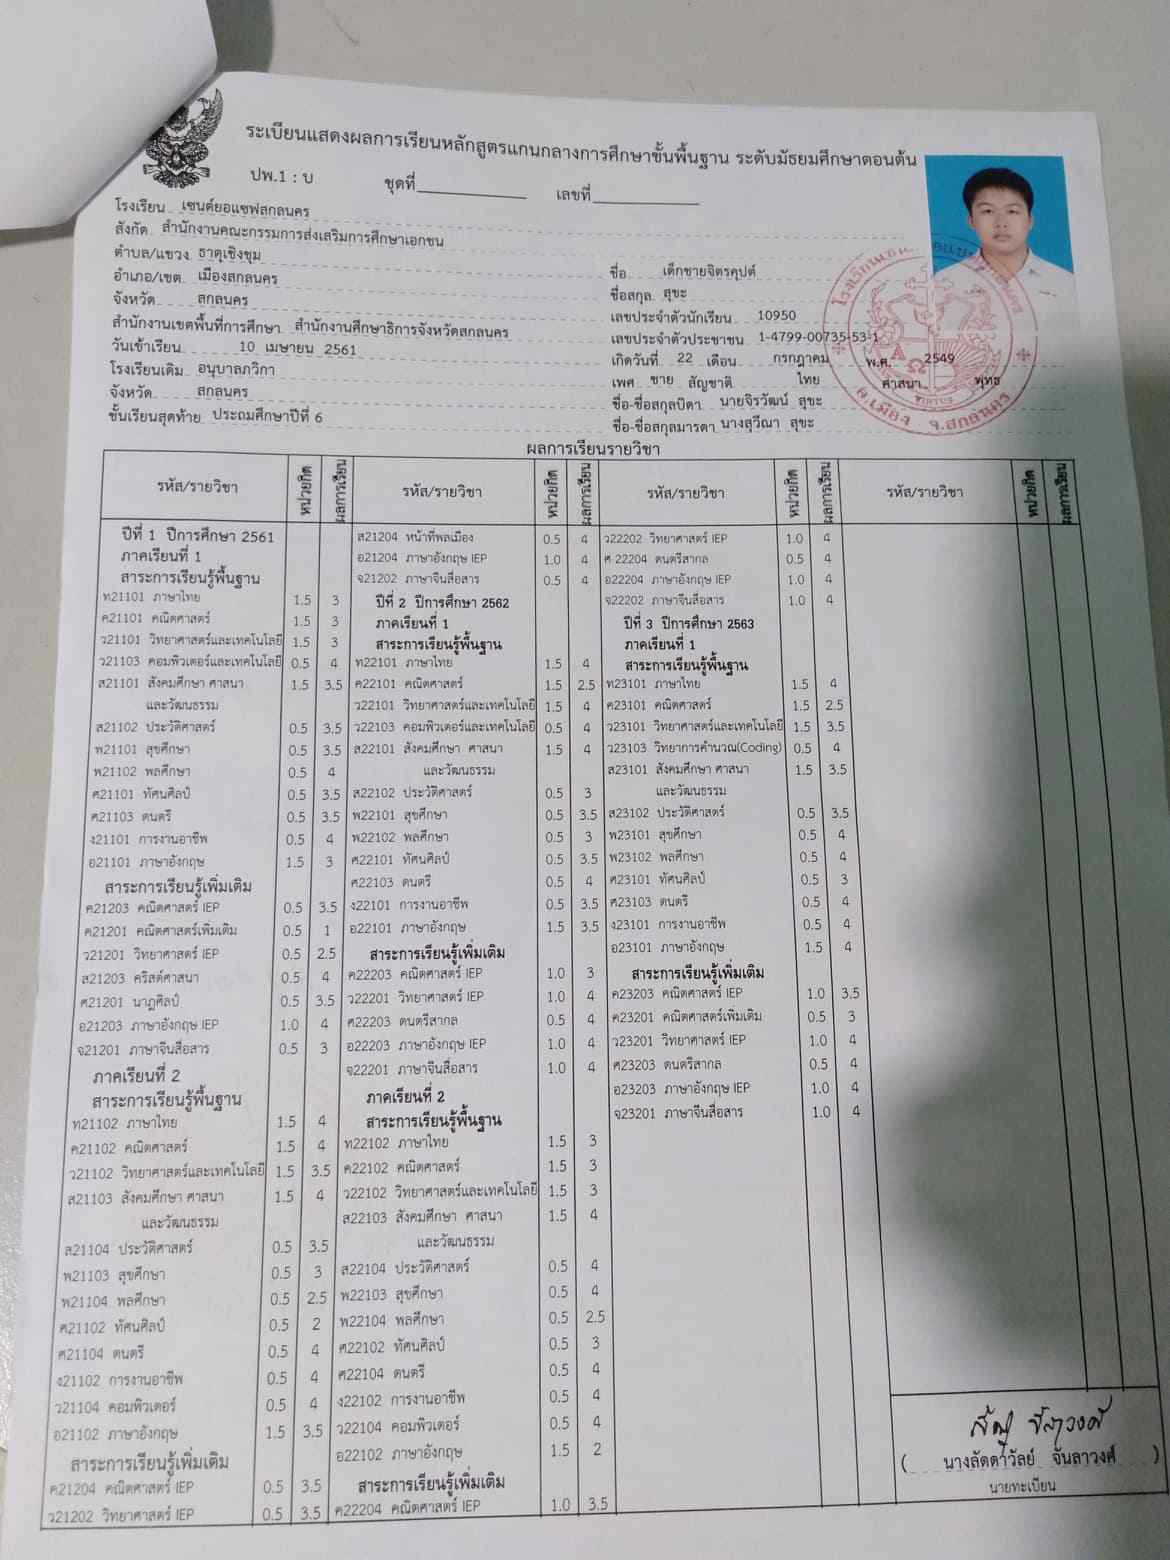 ระเบียนแสดงผลการเรียนหลักสูตรแกนกลางการศึกษาขั้นพื้นฐาน ระดับมัธยมศึกษาตอนต้น
ปพ.1 : บ ชุดที่ เลขที่
โรงเรียน เซนต์ยอแซฟสกลนคร
สังกัด สำนักงานคณะกรรมการส่งเสริมการศึกษาเอกชน
ตำบล/แขวง ธาตุเชิงชุม
อำเภอ/เขต เมืองสกลนคร
จังหวัด สกลนคร
สำนักงานเขตพื้นที่การศึกษา สำนักงานศึกษาธิการจังหวัดสกลนคร
วันเข้าเรียน 10 เมษายน 2561
โรงเรียนเดิม อนุบาลภวิกา
จังหวัด สกลนคร
ชั้นเรียนสุดท้าย ประถมศึกษาปีที่ 6
ชื่อ เด็กชายจิตรคุปต์
ชื่อสกุล สุขะ
เลขประจำตัวนักเรียน 10950
เลขประจำตัวประชาชน 1-4799-00735-53-1
เกิดวันที่ 22 เดือน กรกฎาคม พ.ศ. 2549
เพศ ชาย สัญชาติ ไทย ศาสนา พุทธ
ชื่อ-ชื่อสกุลบิดา นายจิรวัฒน์ สุขะ
ชื่อ-ชื่อสกุลมารดา นางสุวีณา สุขะ
อ.เมือง จ.สกลนคร
ผลการเรียนรายวิชา
รหัส/รายวิชา หน่วยกิต ผลการเรียน
ปีที่ 1 ปีการศึกษา 2561
ภาคเรียนที่ 1
สาระการเรียนรู้พื้นฐาน
ท21101 ภาษาไทย 1.5 3
ค21101 คณิตศาสตร์ 1.5 3
ว21101 วิทยาศาสตร์และเทคโนโลยี 1.5 3
ว21103 คอมพิวเตอร์และเทคโนโลยี 0.5 4
ส21101 สังคมศึกษา ศาสนา 1.5 3.5
และวัฒนธรรม
ส21102 ประวัติศาสตร์ 0.5 3.5
พ21101 สุขศึกษา 0.5 3.5
พ21102 พลศึกษา 0.5 4
ศ21101 ทัศนศิลป์ 0.5 3.5
ศ21103 ดนตรี 0.5 3.5
ง21101 การงานอาชีพ 0.5 4
อ21101 ภาษาอังกฤษ 1.5 3
สาระการเรียนรู้เพิ่มเติม
ค21203 คณิตศาสตร์ IEP 0.5 3.5
ค21201 คณิตศาสตร์เพิ่มเติม 0.5 1
ว21201 วิทยาศาสตร์ IEP 0.5 2.5
ส21203 คริสต์ศาสนา 0.5 4
ศ21201 นาฎศิลป์ 0.5 3.5
อ21203 ภาษาอังกฤษ IEP 1.0 4
จ21201 ภาษาจีนสื่อสาร 0.5 3
ภาคเรียนที่ 2
สาระการเรียนรู้พื้นฐาน
ท21102 ภาษาไทย 1.5 4
ค21102 คณิตศาสตร์ 1.5 4
ว21102 วิทยาศาสตร์และเทคโนโลยี 1.5 3.5
ส21103 สังคมศึกษา ศาสนา 1.5 4
และวัฒนธรรม
ส21104 ประวัติศาสตร์ 0.5 3.5
พ21103 สุขศึกษา 0.5 3
พ21104 พลศึกษา 0.5 2.5
ศ21102 ทัศนศิลป์ 0.5 2
ศ21104 ดนตรี 0.5 4
ง21102 การงานอาชีพ 0.5 4
ว21104 คอมพิวเตอร์ 0.5 4
อ21102 ภาษาอังกฤษ 1.5 3.5
สาระการเรียนรู้เพิ่มเติม
ค21204 คณิตศาสตร์ IEP 0.5 3.5
ว21202 วิทยาศาสตร์ IEP 0.5 3.5
รหัส/รายวิชา หน่วยกิต ผลการเรียน
ส21204 หน้าที่พลเมือง 0.5 4
อ21204 ภาษาอังกฤษ IEP 1.0 4
จ21202 ภาษาจีนสื่อสาร 0.5 4
ปีที่ 2 ปีการศึกษา 2562
ภาคเรียนที่ 1
สาระการเรียนรู้พื้นฐาน
ท22101 ภาษาไทย 1.5 4
ค22101 คณิตศาสตร์ 1.5 2.5
ว22101 วิทยาศาสตร์และเทคโนโลยี 1.5 4
ว22103 คอมพิวเตอร์และเทคโนโลยี 0.5 4
ส22101 สังคมศึกษา ศาสนา 1.5 4
และวัฒนธรรม
ส22102 ประวัติศาสตร์ 0.5 3
พ22101 สุขศึกษา 0.5 3.5
พ22102 พลศึกษา 0.5 3
ศ22101 ทัศนศิลป์ 0.5 3.5
ศ22103 ดนตรี 0.5 4
ง22101 การงานอาชีพ 0.5 3.5
อ22101 ภาษาอังกฤษ 1.5 3.5
สาระการเรียนรู้เพิ่มเติม
ค22203 คณิตศาสตร์ IEP 1.0 3
ว22201 วิทยาศาสตร์ IEP 1.0 4
ศ22203 ดนตรีสากล 0.5 4
อ22203 ภาษาอังกฤษ IEP 1.0 4
จ22201 ภาษาจีนสื่อสาร 1.0 4
ภาคเรียนที่ 2
สาระการเรียนรู้พื้นฐาน
ท22102 ภาษาไทย 1.5 3
ค22102 คณิตศาสตร์ 1.5 3
ว22102 วิทยาศาสตร์และเทคโนโลยี 1.5 3
ส22103 สังคมศึกษา ศาสนา 1.5 4
และวัฒนธรรม
ส22104 ประวัติศาสตร์ 0.5 4
พ22103 สุขศึกษา 0.5 4
พ22104 พลศึกษา 0.5 2.5
ศ22102 ทัศนศิลป์ 0.5 3
ศ22104 ดนตรี 0.5 4
ง22102 การงานอาชีพ 0.5 4
ว22104 คอมพิวเตอร์ 0.5 4
อ22102 ภาษาอังกฤษ 1.5 2
สาระการเรียนรู้เพิ่มเติม
ค22204 คณิตศาสตร์ IEP 1.0 3.5
รหัส/รายวิชา หน่วยกิต ผลการเรียน
ว22202 วิทยาศาสตร์ IEP 1.0 4
ศ 22204 ดนตรีสากล 0.5 4
อ22204 ภาษาอังกฤษ IEP 1.0 4
จ22202 ภาษาจีนสื่อสาร 1.0 4
ปีที่ 3 ปีการศึกษา 2563
ภาคเรียนที่ 1
สาระการเรียนรู้พื้นฐาน
ท23101 ภาษาไทย 1.5 4
ค23101 คณิตศาสตร์ 1.5 2.5
ว23101 วิทยาศาสตร์และเทคโนโลยี 1.5 3.5
ว23103 วิทยาการคำนวณ(Coding) 0.5 4
ส23101 สังคมศึกษา ศาสนา 1.5 3.5
และวัฒนธรรม
ส23102 ประวัติศาสตร์ 0.5 3.5
พ23101 สุขศึกษา 0.5 4
พ23102 พลศึกษา 0.5 4
ศ23101 ทัศนศิลป์ 0.5 3
ศ23103 ดนตรี 0.5 4
ง23101 การงานอาชีพ 0.5 4
อ23101 ภาษาอังกฤษ 1.5 4
สาระการเรียนรู้เพิ่มเติม
ค23203 คณิตศาสตร์ IEP 1.0 3.5
ค23201 คณิตศาสตร์เพิ่มเติม 0.5 3
ว23201 วิทยาศาสตร์ IEP 1.0 4
ศ23203 ดนตรีสากล 0.5 4
อ23203 ภาษาอังกฤษ IEP 1.0 4
จ23201 ภาษาจีนสื่อสาร 1.0 4
รหัส/รายวิชา หน่วยกิต ผลการเรียน
( นางลัดดาวัลย์ จันลาวงศ์ )
นายทะเบียน